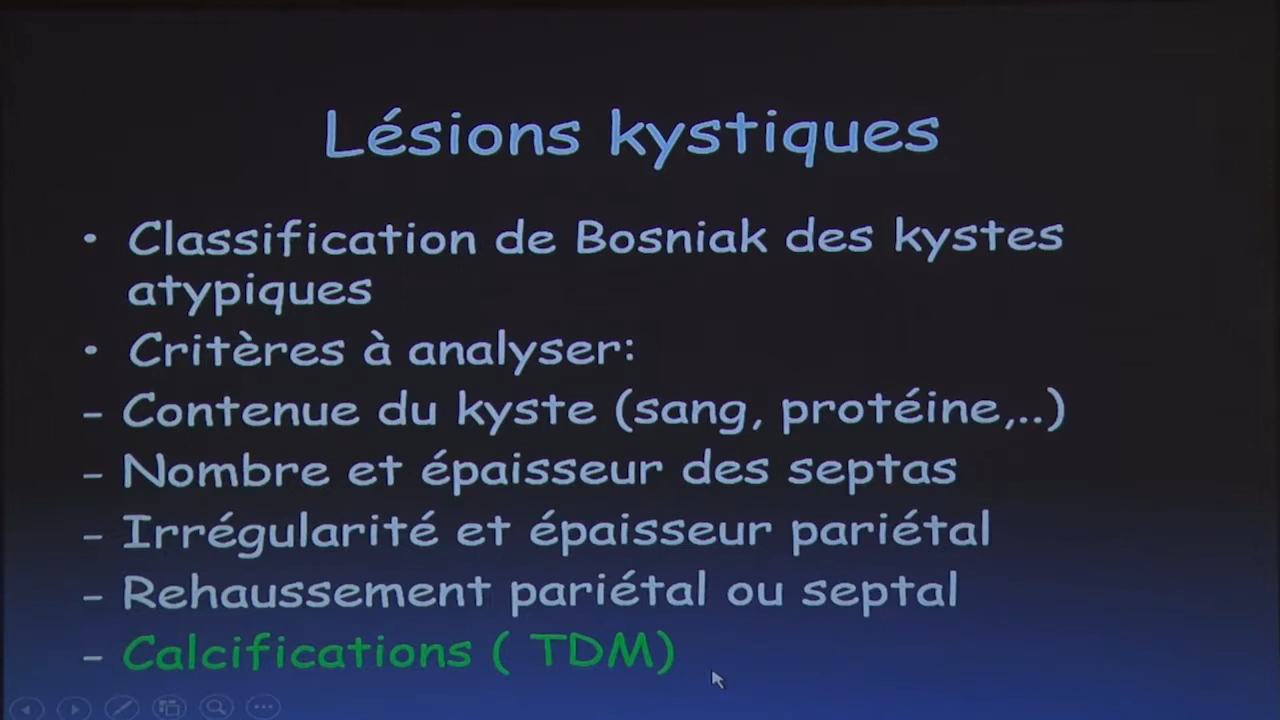 Lésions kystiques
• Classification de Bosniak des kystes
atypiques
• Critères à analyser:
- Contenue du kyste (sang, protéine,..)
- Nombre et épaisseur des septas
- Irrégularité et épaisseur pariétal
- Rehaussement pariétal ou septal
- Calcifications ( TDM)